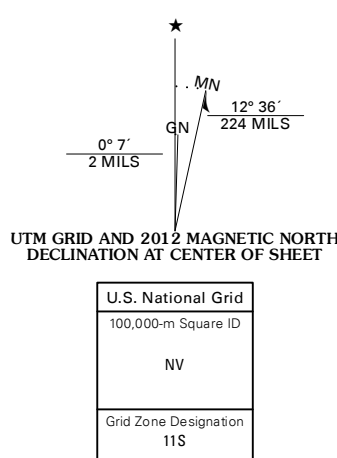 ★
MN
GN
12° 36´
224 MILS
0° 7´
2 MILS
UTM GRID AND 2012 MAGNETIC NORTH
DECLINATION AT CENTER OF SHEET
U.S. National Grid
100,000-m Square ID
NV
Grid Zone Designation
11S